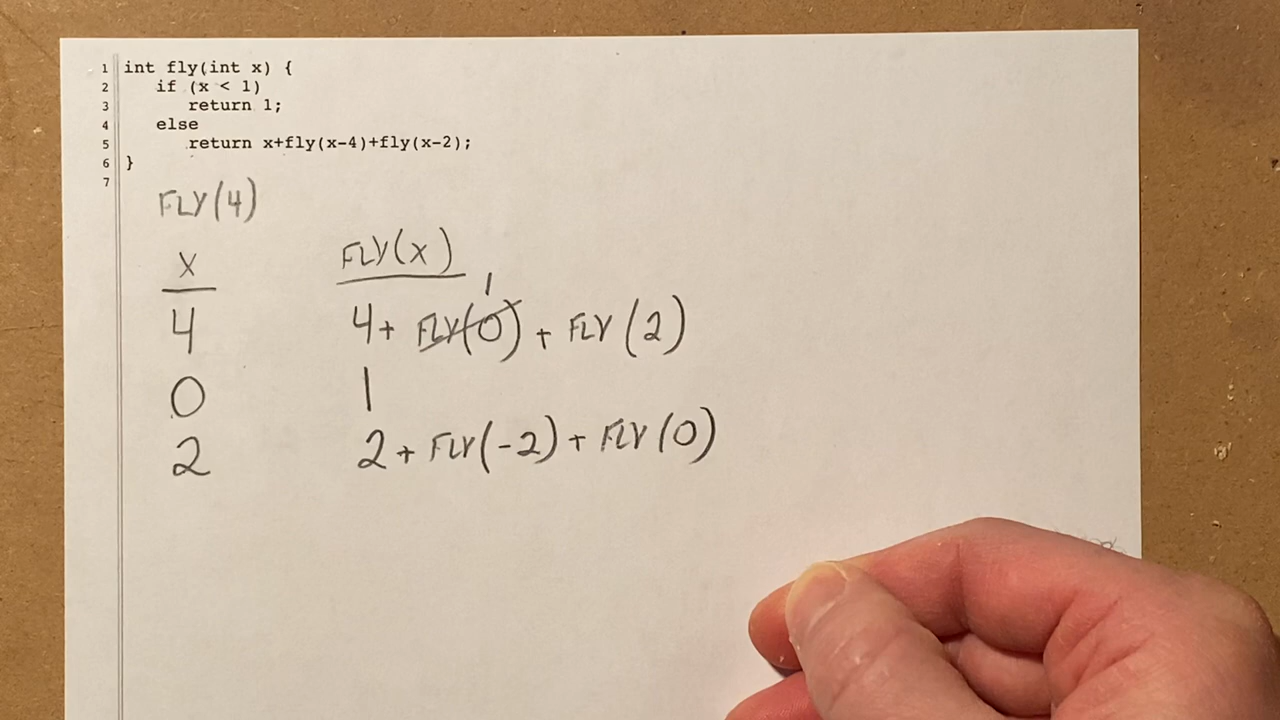 1 int fly(int x) {
2 if (x < 1)
3 return 1;
4 else
5 return x+fly(x-4)+fly(x-2);
6 }
7
FLY(4)
X FLY(X)
1
4 4+ FLY(0) + FLY(2)
0 1
2 2+ FLY(-2) + FLY(0)